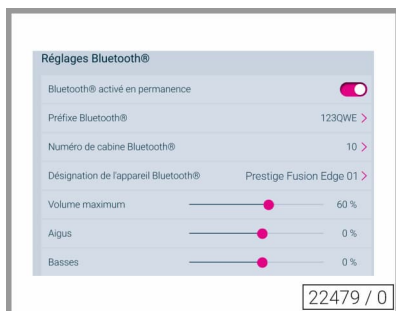 Réglages Bluetooth®
Bluetooth® activé en permanence
Préfixe Bluetooth® 123QWE >
Numéro de cabine Bluetooth® 10 >
Désignation de l'appareil Bluetooth® Prestige Fusion Edge 01 >
Volume maximum 60 %
Aigus 0 %
Basses 0 %
22479 / 0